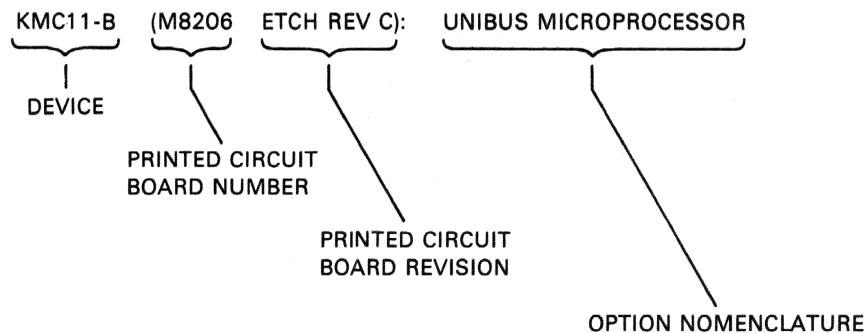 KMC11-B (M8206 ETCH REV C): UNIBUS MICROPROCESSOR
DEVICE
PRINTED CIRCUIT
BOARD NUMBER
PRINTED CIRCUIT
BOARD REVISION
OPTION NOMENCLATURE